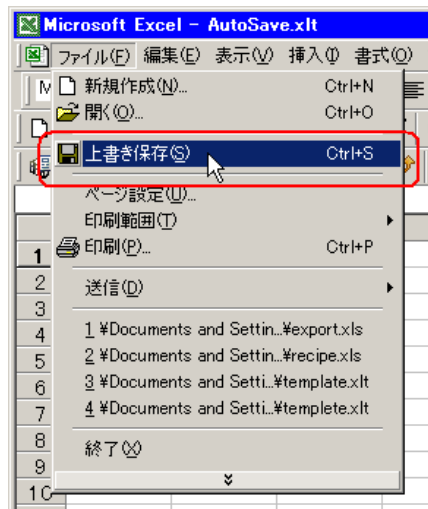 Microsoft Excel - AutoSave.xlt
ファイル(F) 編集(E) 表示(V) 挿入(I) 書式(O)
新規作成(N)... Ctrl+N
開く(O)... Ctrl+O
上書き保存(S) Ctrl+S
ページ設定(U)...
印刷範囲(T)
印刷(P)... Ctrl+P
送信(D)
1 ¥Documents and Settin...¥export.xls
2 ¥Documents and Settin...¥recipe.xls
3 ¥Documents and Setti...¥template.xlt
4 ¥Documents and Setti...¥templete.xlt
終了(X)
1
2
3
4
5
6
7
8
9
10